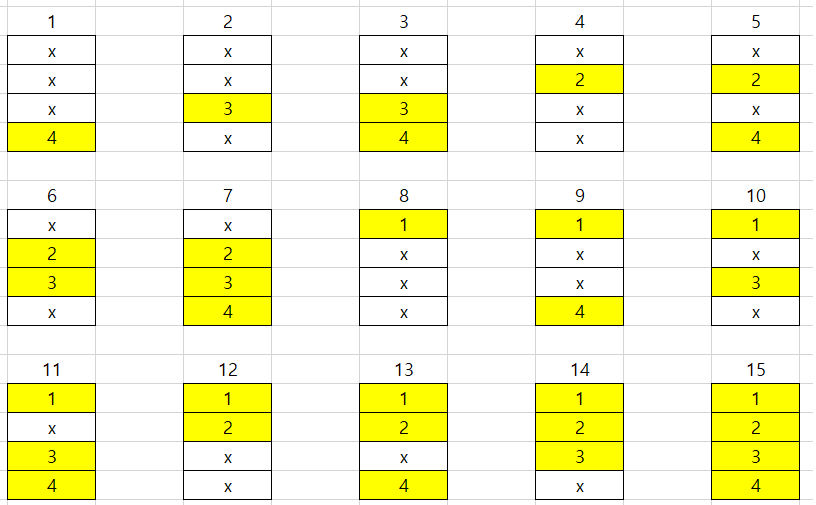 1 2 3 4 5
x x x x x
x x x 2 2
x 3 3 x x
4 x 4 x 4
6 7 8 9 10
x x 1 1 1
2 2 x x x
3 3 x x 3
x 4 x 4 x
11 12 13 14 15
1 1 1 1 1
x 2 2 2 2
3 x x 3 3
4 x 4 x 4